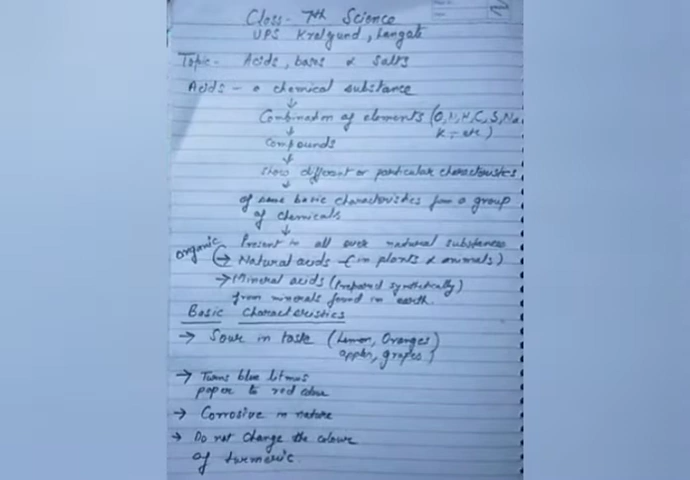 Class- 7th Science
UPS Kralgund, Langate
Topic- Acids, bases & Salts
Acids - a chemical substance
↓
Combination of elements (O, N, H, C, S, Na
K - etc)
↓
Compounds
↓
show different or particular characteristics
↓
of same basic characteristics form a group
of chemicals
↓
Present in all over natural substances
organic → Natural acids - (in plants & animals)
→ Mineral acids (Prepared synthetically)
from minerals found in earth.
Basic Characteristics
→ Sour in taste (Lemon, Oranges)
apples, grapes)
→ Turns blue litmus
paper to red colour
→ Corrosive in nature
→ Do not change the colour
of turmeric.